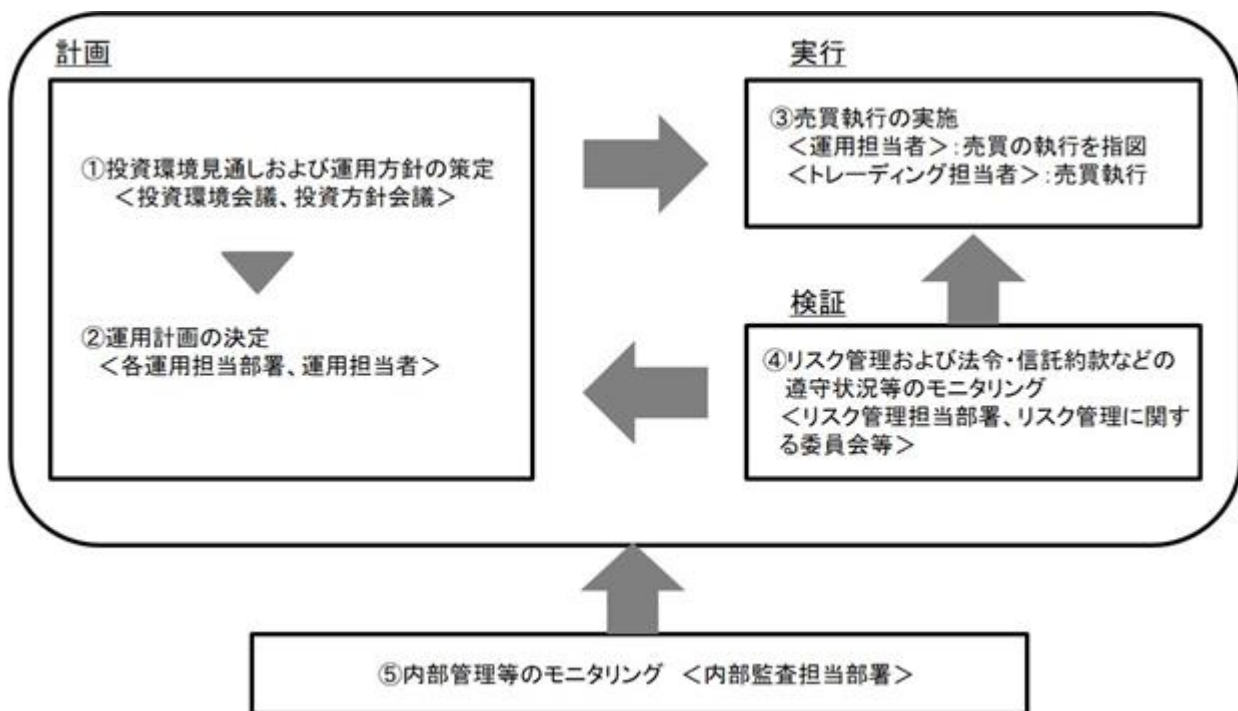 計画
①投資環境見通しおよび運用方針の策定
＜投資環境会議、投資方針会議＞
②運用計画の決定
＜各運用担当部署、運用担当者＞
実行
③売買執行の実施
＜運用担当者＞：売買の執行を指図
＜トレーディング担当者＞：売買執行
検証
④リスク管理および法令・信託約款などの
遵守状況等のモニタリング
＜リスク管理担当部署、リスク管理に関す
る委員会等＞
⑤内部管理等のモニタリング　＜内部監査担当部署＞